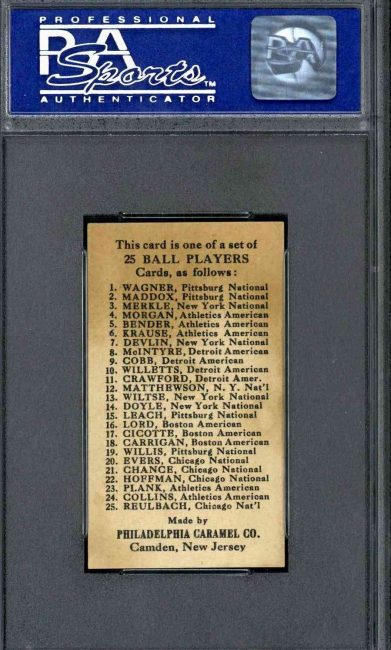 PROFESSIONAL
PSA
Sports™
AUTHENTICATOR
PSA
This card is one of a set of
25 BALL PLAYERS
Cards, as follows:
1. WAGNER, Pittsburg National
2. MADDOX, Pittsburg National
3. MERKLE, New York National
4. MORGAN, Athletics American
5. BENDER, Athletics American
6. KRAUSE, Athletics American
7. DEVLIN, New York National
8. McINTYRE, Detroit American
9. COBB, Detroit American
10. WILLETTS, Detroit American
11. CRAWFORD, Detroit Amer.
12. MATTHEWSON, N. Y. Nat'l
13. WILTSE, New York National
14. DOYLE, New York National
15. LEACH, Pittsburg National
16. LORD, Boston American
17. CICOTTE, Boston American
18. CARRIGAN, Boston American
19. WILLIS, Pittsburg National
20. EVERS, Chicago National
21. CHANCE, Chicago National
22. HOFFMAN, Chicago National
23. PLANK, Athletics American
24. COLLINS, Athletics American
25. REULBACH, Chicago Nat'l
Made by
PHILADELPHIA CARAMEL CO.
Camden, New Jersey